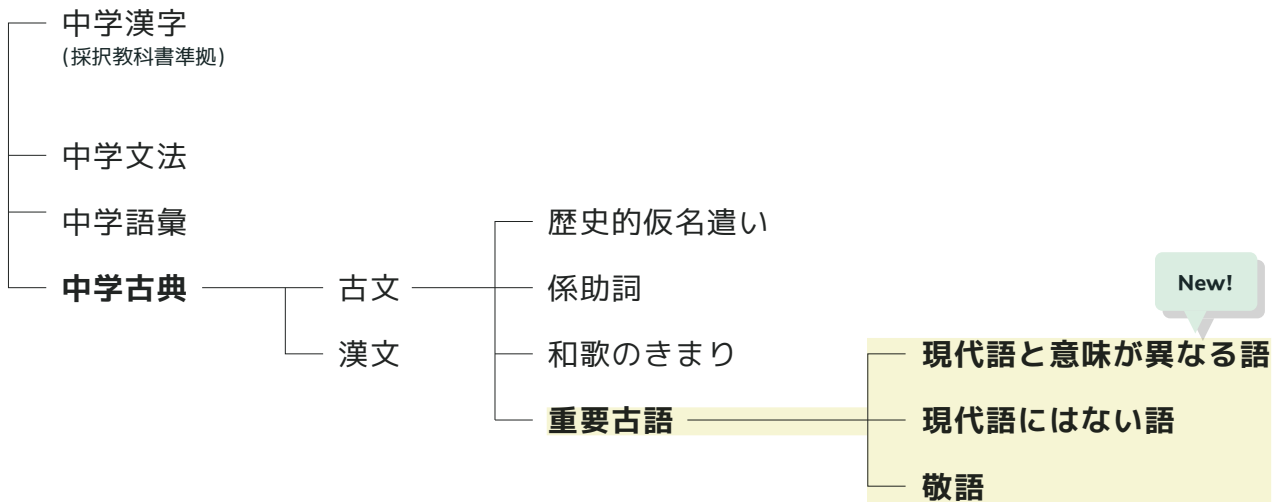 中学漢字
(採択教科書準拠)
中学文法
中学語彙
中学古典
古文
漢文
歴史的仮名遣い
係助詞
和歌のきまり
重要古語
New!
現代語と意味が異なる語
現代語にはない語
敬語